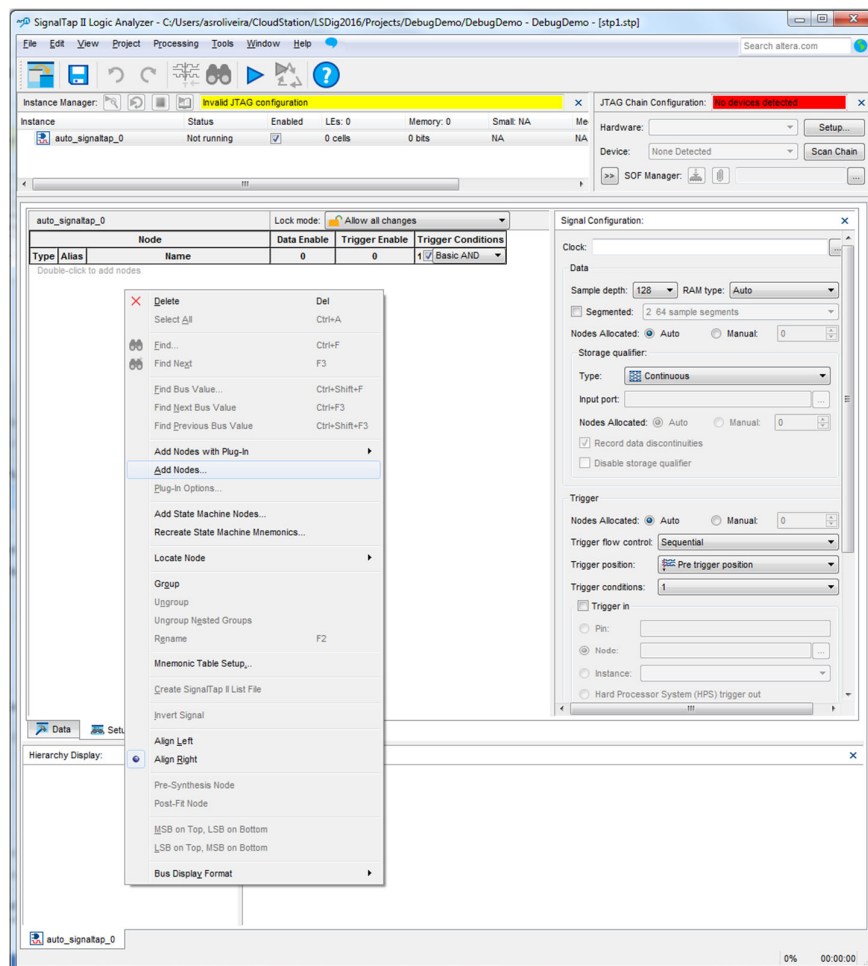 SignalTap II Logic Analyzer - C:/Users/asroliveira/CloudStation/LSDig2016/Projects/DebugDemo/DebugDemo - DebugDemo - [stp1.stp]
File Edit View Project Processing Tools Window Help
Search altera.com
Instance Manager: Invalid JTAG configuration
Instance Status Enabled LEs: 0 Memory: 0 Small: NA Me
auto_signaltap_0 Not running 0 cells 0 bits NA NA
JTAG Chain Configuration: No devices detected
Hardware: Setup...
Device: None Detected Scan Chain
>> SOF Manager: ...
auto_signaltap_0 Lock mode: Allow all changes
Node Data Enable Trigger Enable Trigger Conditions
Type Alias Name 0 0 1 Basic AND
Double-click to add nodes
Delete Del
Select All Ctrl+A
Find... Ctrl+F
Find Next F3
Find Bus Value... Ctrl+Shift+F
Find Next Bus Value Ctrl+F3
Find Previous Bus Value Ctrl+Shift+F3
Add Nodes with Plug-In
Add Nodes...
Plug-In Options...
Add State Machine Nodes...
Recreate State Machine Mnemonics...
Locate Node
Group
Ungroup
Ungroup Nested Groups
Rename F2
Mnemonic Table Setup...
Create SignalTap II List File
Invert Signal
Align Left
Align Right
Pre-Synthesis Node
Post-Fit Node
MSB on Top, LSB on Bottom
LSB on Top, MSB on Bottom
Bus Display Format
Signal Configuration:
Clock: ...
Data
Sample depth: 128 RAM type: Auto
Segmented: 2 64 sample segments
Nodes Allocated: Auto Manual: 0
Storage qualifier:
Type: Continuous
Input port: ...
Nodes Allocated: Auto Manual: 0
Record data discontinuities
Disable storage qualifier
Trigger
Nodes Allocated: Auto Manual: 0
Trigger flow control: Sequential
Trigger position: Pre trigger position
Trigger conditions: 1
Trigger in
Pin:
Node: ...
Instance:
Hard Processor System (HPS) trigger out
Data Setu
Hierarchy Display:
auto_signaltap_0
0% 00:00:00